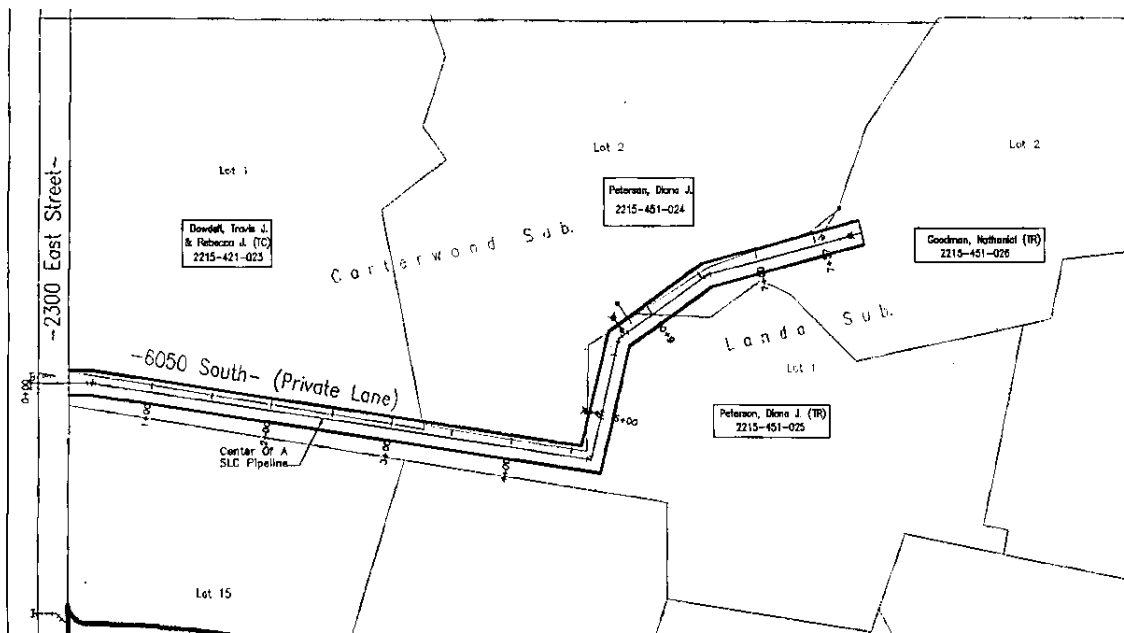 Lot 1
Lot 2
Lot 2
Peterson, Diana J.
2215-451-024
Dowdell, Travis J.
& Rebecca J. (TC)
2215-421-023
Goodman, Nathaniel (TR)
2215-451-026
-2300 East Street-
Carterwood Sub.
Landa Sub.
Lot 1
-6050 South- (Private Lane)
Peterson, Diana J. (TR)
2215-451-025
0+00
1+00
2+00
3+00
4+00
5+00
6+00
7+00
Center Of A
SLC Pipeline
Lot 15